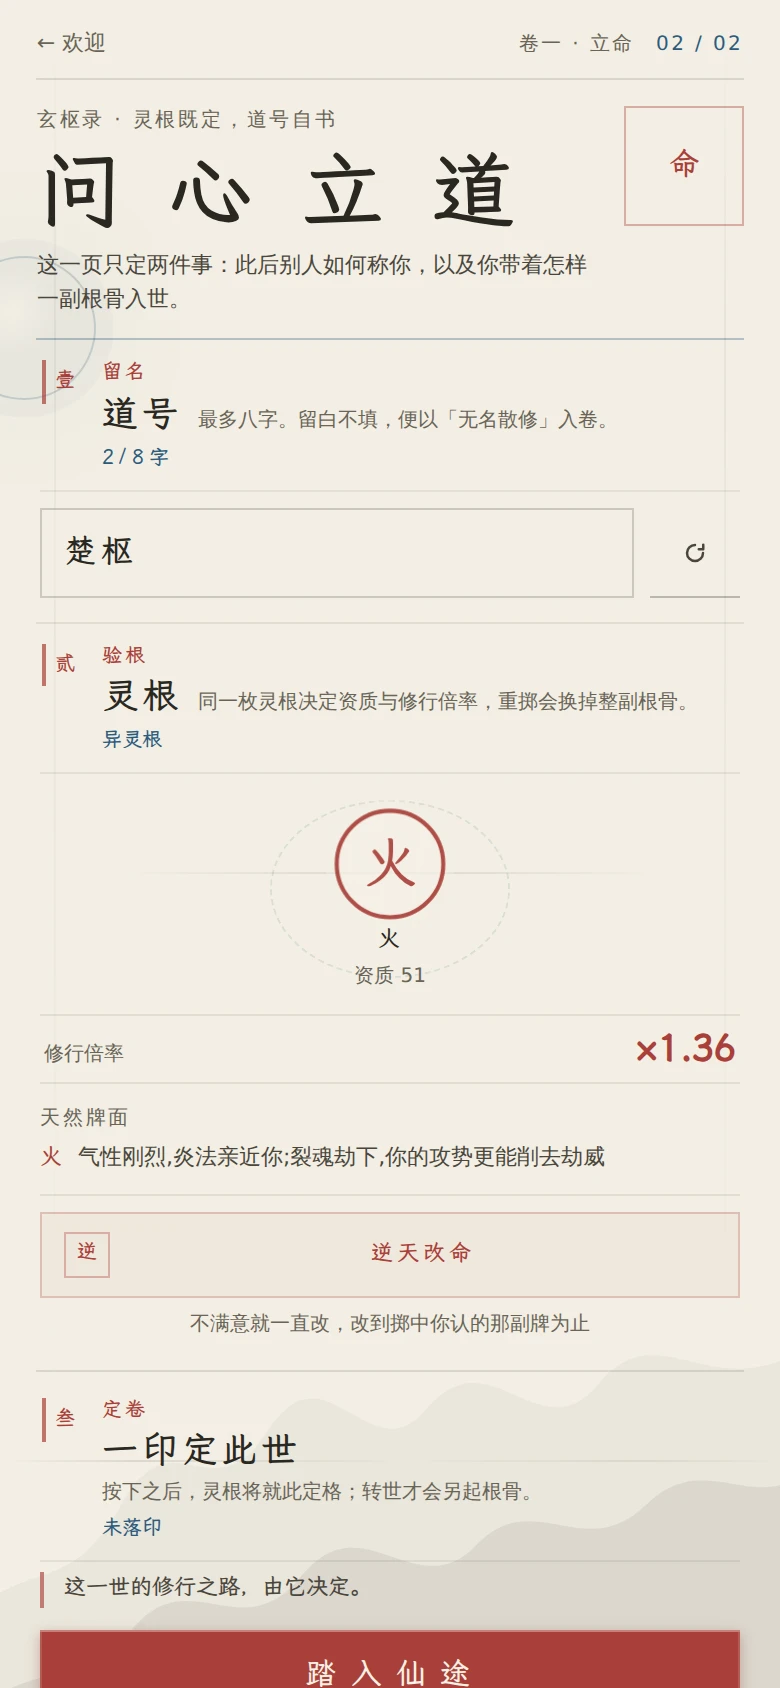 ← 欢迎
卷一 · 立命 02 / 02
玄枢录 · 灵根既定，道号自书
命
问心立道
这一页只定两件事：此后别人如何称你，以及你带着怎样
一副根骨入世。
壹 留名
道号 最多八字。留白不填，便以「无名散修」入卷。
2 / 8 字
楚枢
贰 验根
灵根 同一枚灵根决定资质与修行倍率，重掷会换掉整副根骨。
异灵根
火
火
资质 51
修行倍率 ×1.36
天然牌面
火 气性刚烈,炎法亲近你;裂魂劫下,你的攻势更能削去劫威
逆 逆天改命
不满意就一直改，改到掷中你认的那副牌为止
叁 定卷
一印定此世
按下之后，灵根将就此定格；转世才会另起根骨。
未落印
这一世的修行之路，由它决定。
踏入仙途